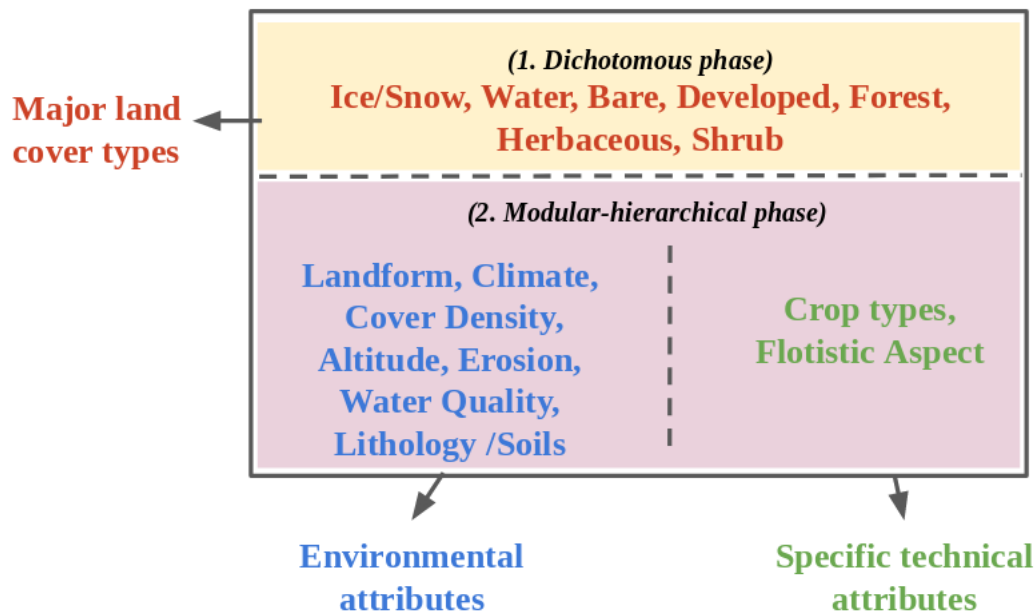 (1. Dichotomous phase)
Ice/Snow, Water, Bare, Developed, Forest,
Herbaceous, Shrub
Major land
cover types
(2. Modular-hierarchical phase)
Landform, Climate,
Cover Density,
Altitude, Erosion,
Water Quality,
Lithology /Soils
Crop types,
Flotistic Aspect
Environmental
attributes
Specific technical
attributes